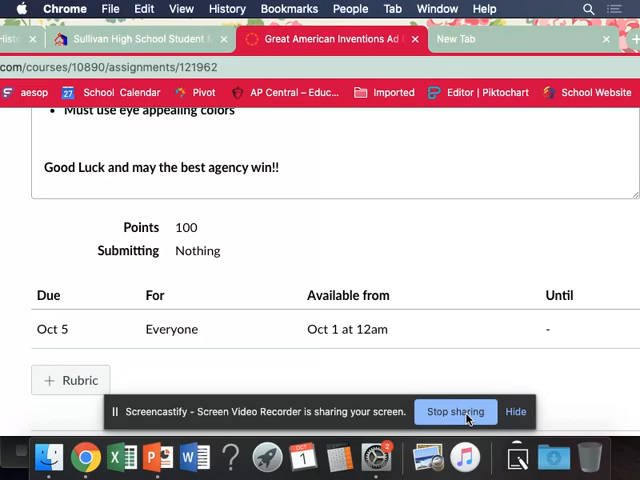 Chrome File Edit View History Bookmarks People Tab Window Help
Sullivan High School Student Great American Inventions Ad New Tab
com/courses/10890/assignments/121962
aesop School Calendar Pivot AP Central – Educ... Imported Editor | Piktochart School Website
• Must use eye appealing colors
Good Luck and may the best agency win!!
Points 100
Submitting Nothing
Due For Available from Until
Oct 5 Everyone Oct 1 at 12am -
+ Rubric
Screencastify - Screen Video Recorder is sharing your screen. Stop sharing Hide